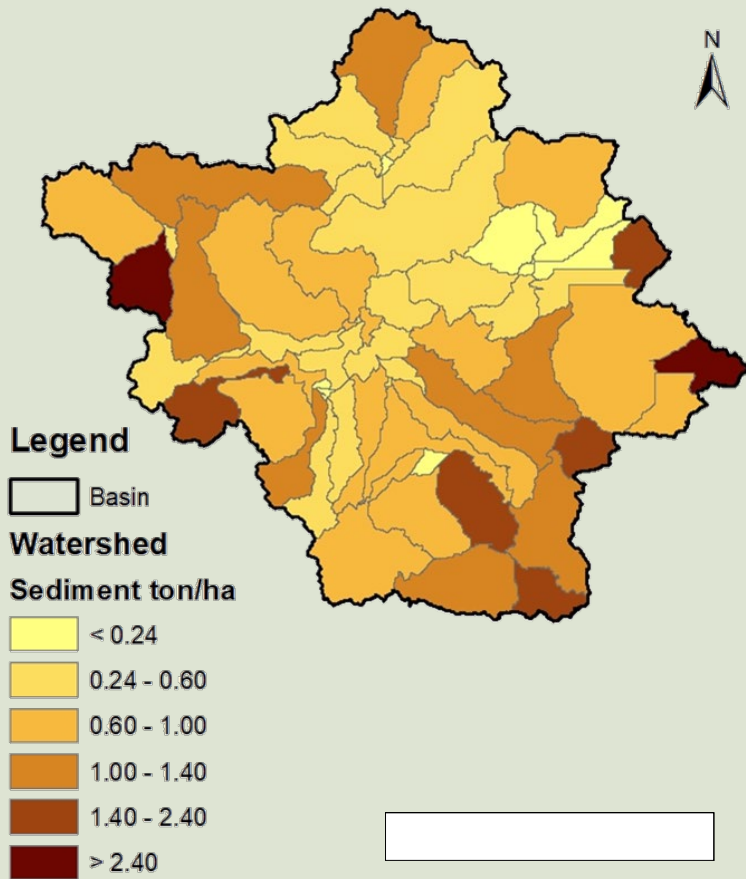 N
Legend
Basin
Watershed
Sediment ton/ha
< 0.24
0.24 - 0.60
0.60 - 1.00
1.00 - 1.40
1.40 - 2.40
> 2.40